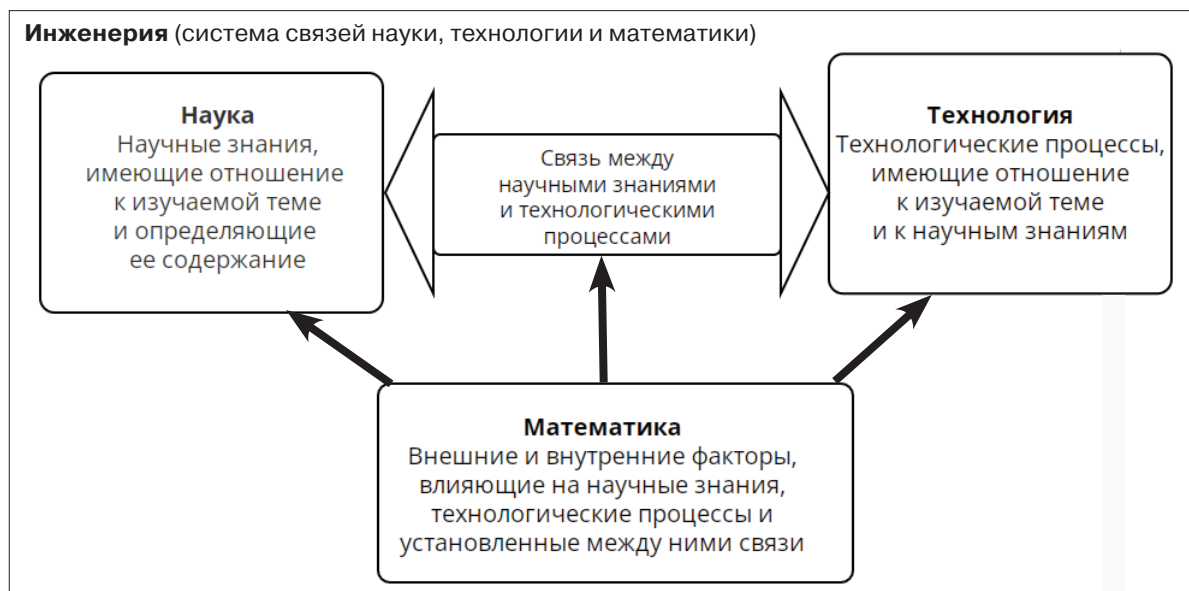 Инженерия (система связей науки, технологии и математики)
Наука
Научные знания,
имеющие отношение
к изучаемой теме
и определяющие
ее содержание
Связь между
научными знаниями
и технологическими
процессами
Технология
Технологические процессы,
имеющие отношение
к изучаемой теме
и к научным знаниям
Математика
Внешние и внутренние факторы,
влияющие на научные знания,
технологические процессы и
установленные между ними связи